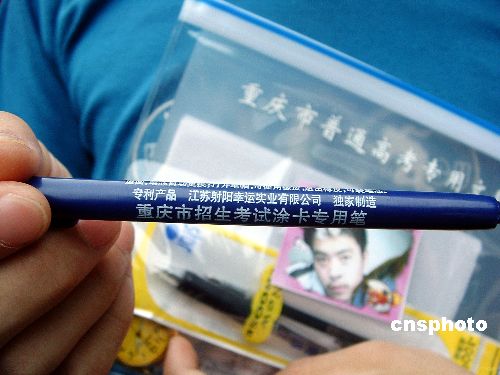 重庆市普通高考专用
专利产品 江苏射阳幸运实业有限公司 独家制造
重庆市招生考试涂卡专用笔
cnsphoto